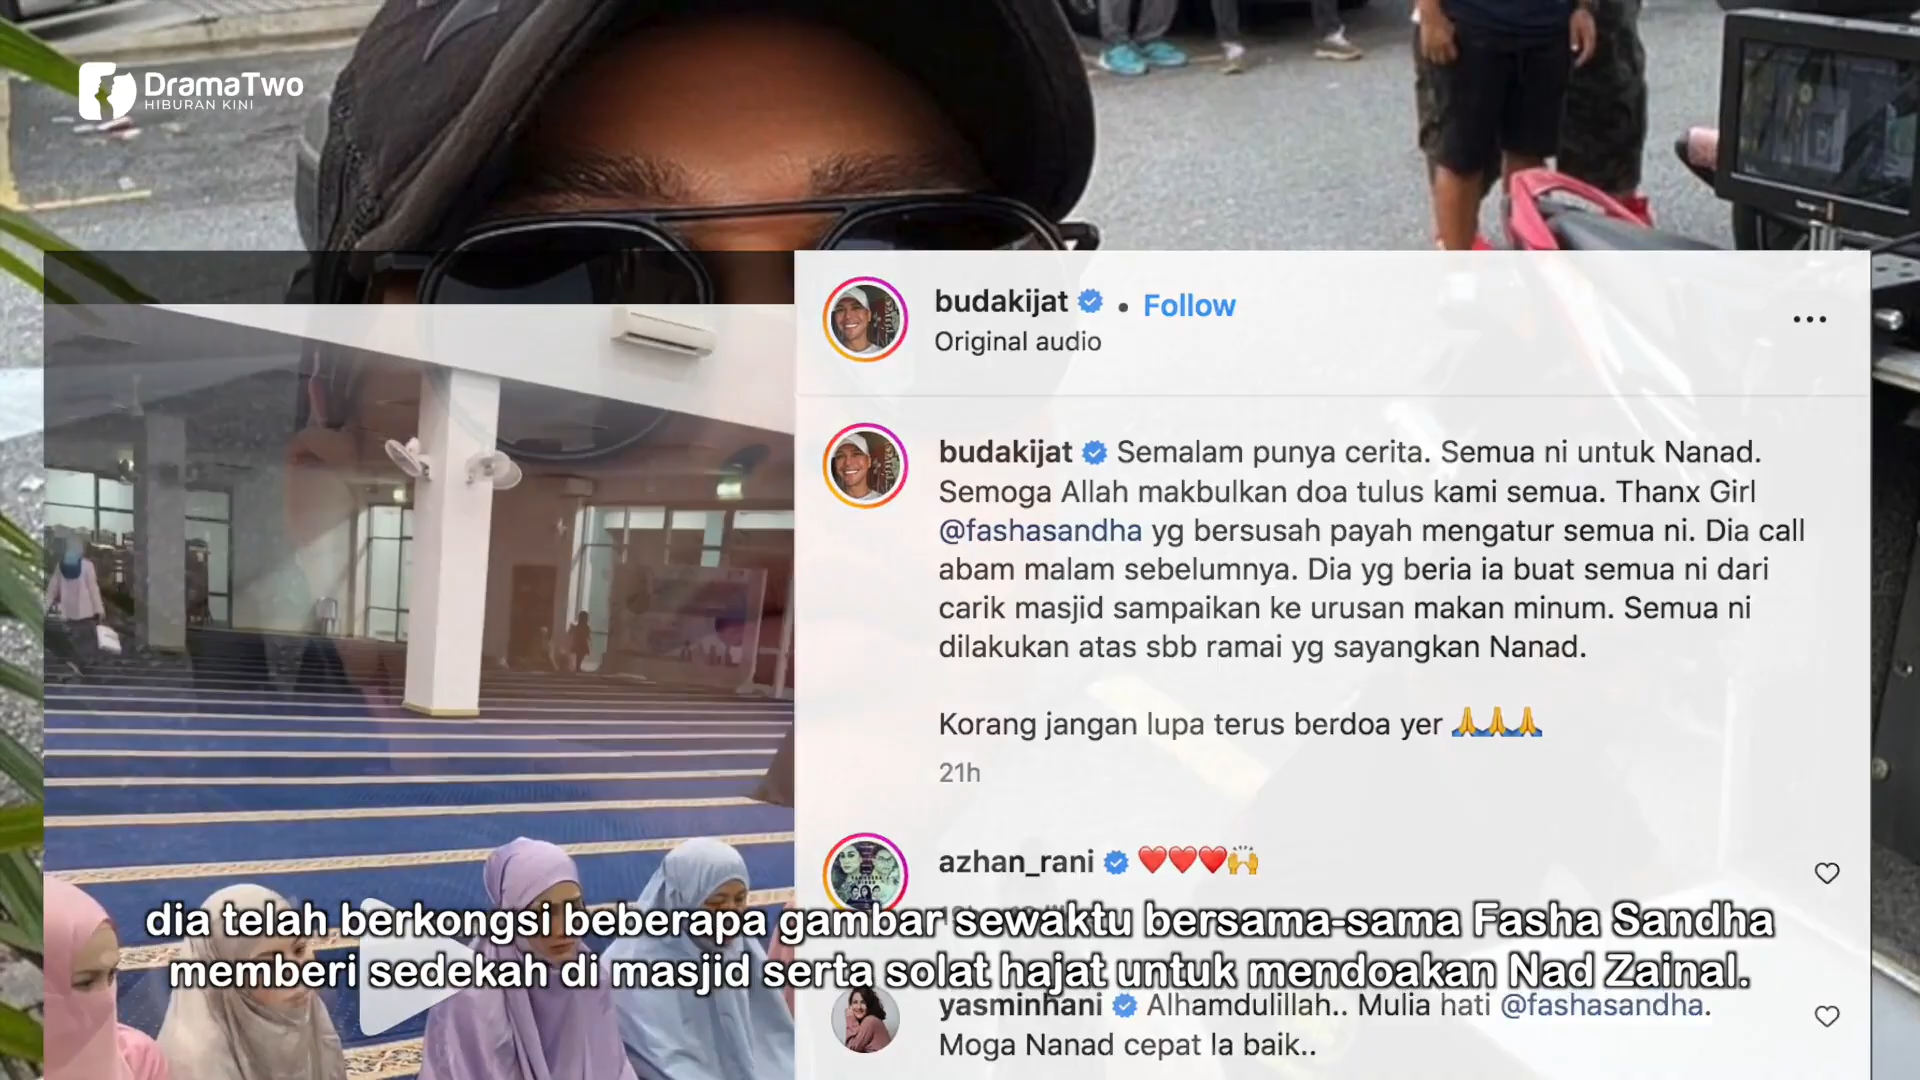 DramaTwo
HIBURAN KINI
budakijat • Follow
Original audio
budakijat Semalam punya cerita. Semua ni untuk Nanad.
Semoga Allah makbulkan doa tulus kami semua. Thanx Girl
@fashasandha yg bersusah payah mengatur semua ni. Dia call
abam malam sebelumnya. Dia yg beria ia buat semua ni dari
carik masjid sampaikan ke urusan makan minum. Semua ni
dilakukan atas sbb ramai yg sayangkan Nanad.
Korang jangan lupa terus berdoa yer 🙏🙏🙏
21h
azhan_rani ❤️❤️❤️🙌
dia telah berkongsi beberapa gambar sewaktu bersama-sama Fasha Sandha
memberi sedekah di masjid serta solat hajat untuk mendoakan Nad Zainal.
yasminhani Alhamdulillah.. Mulia hati @fashasandha.
Moga Nanad cepat la baik..